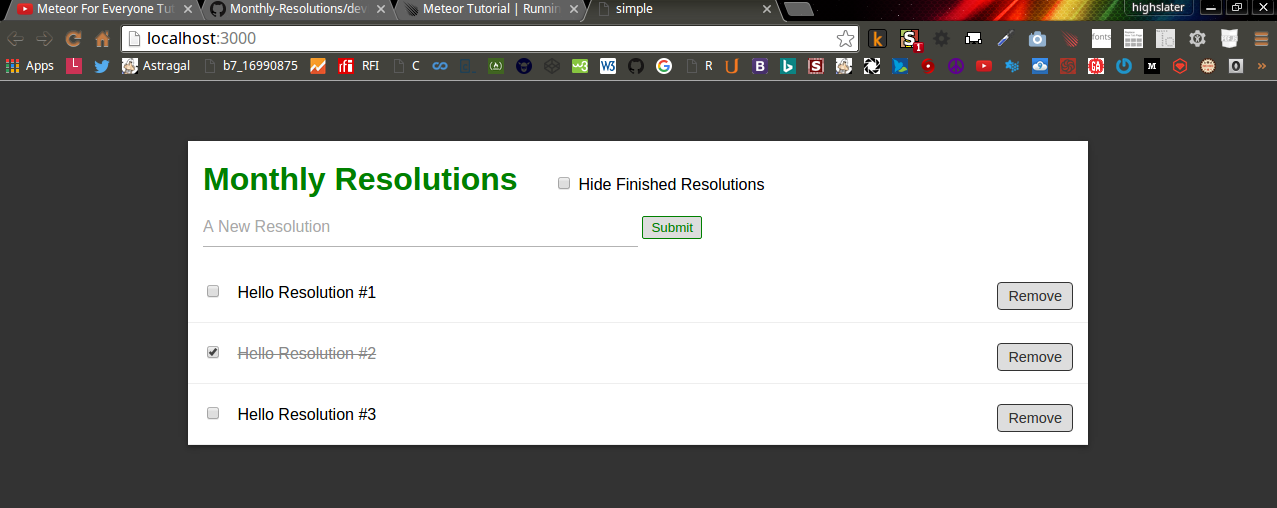 Meteor For Everyone Tut Monthly-Resolutions/dev Meteor Tutorial | Runnin simple highslater
localhost:3000
Apps Astragal b7_16990875 RFI C R
Monthly Resolutions Hide Finished Resolutions
A New Resolution Submit
Hello Resolution #1 Remove
Hello Resolution #2 Remove
Hello Resolution #3 Remove